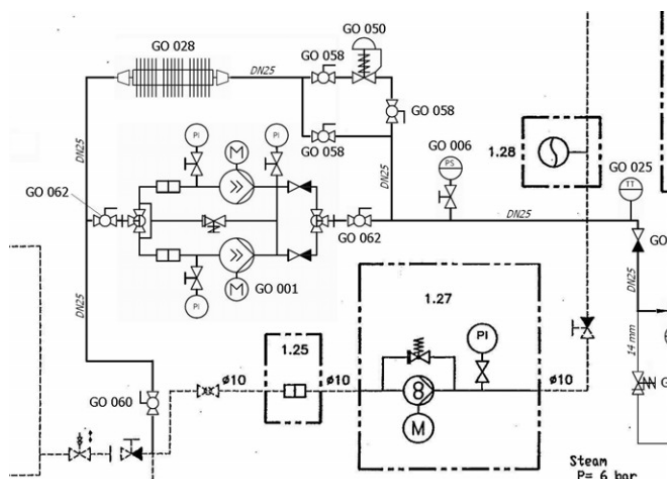 GO 050
GO 028
GO 058
DN25
GO 058
GO 058
DN25
PI
PI
M
DN25
GO 006
PS
1.28
GO 025
TT
GO 062
DN25
GO 062
GO
M
GO 001
PI
DN25
DN25
1.27
1.25
PI
14 mm
ø10
ø10
ø10
8
M
GO 060
G
Steam
P= 6 bar